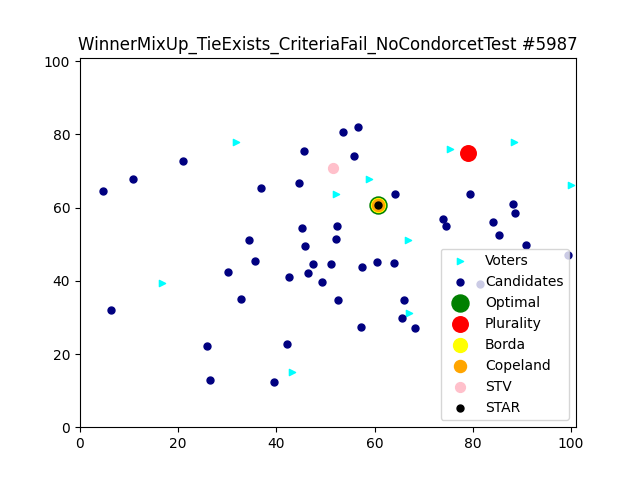 WinnerMixUp_TieExists_CriteriaFail_NoCondorcetTest #5987
100
80
60
40
20
0
0 20 40 60 80 100
Voters
Candidates
Optimal
Plurality
Borda
Copeland
STV
STAR